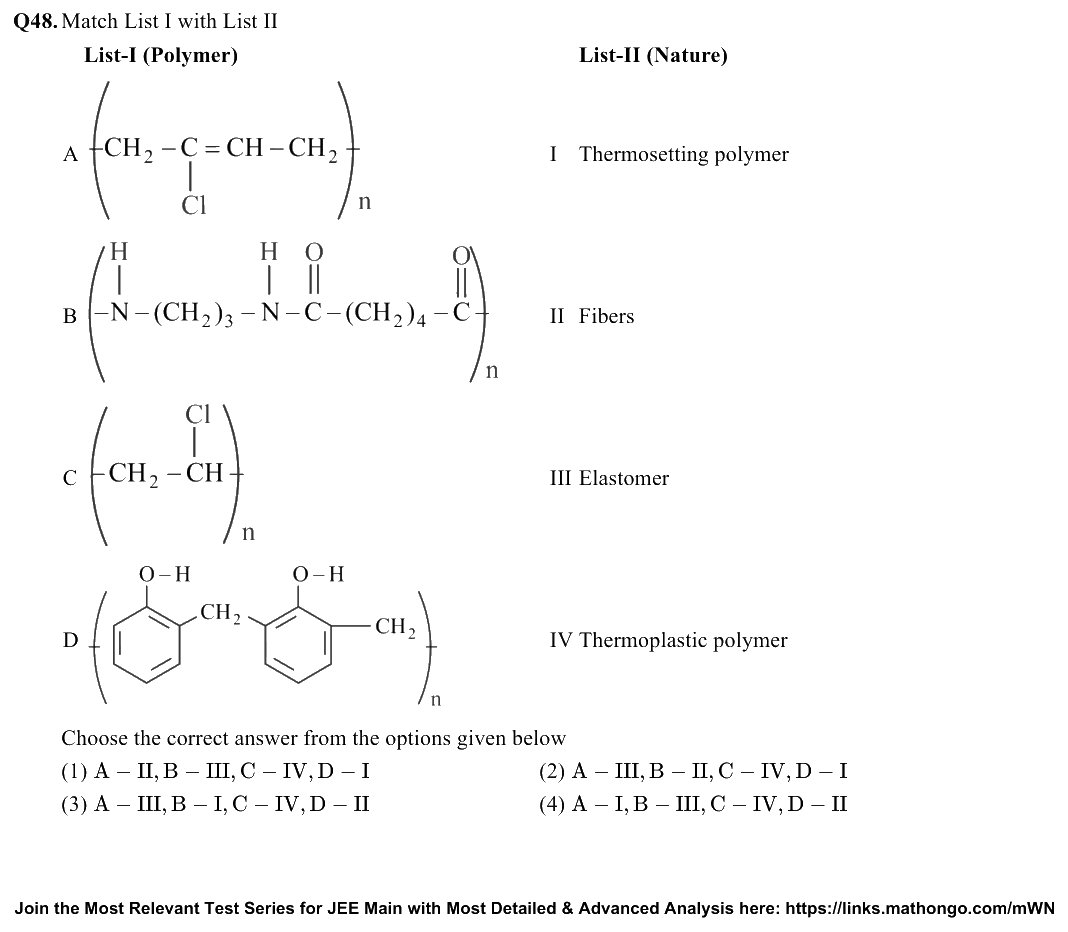 Q48. Match List I with List II
List-I (Polymer) List-II (Nature)
A (CH₂ – C = CH – CH₂)n I Thermosetting polymer
|
Cl
H H O O
| | || ||
B (–N – (CH₂)₃ – N – C – (CH₂)₄ – C)n II Fibers
Cl
|
C (CH₂ – CH)n III Elastomer
O – H O – H
CH₂ CH₂
D n IV Thermoplastic polymer
Choose the correct answer from the options given below
(1) A – II, B – III, C – IV, D – I (2) A – III, B – II, C – IV, D – I
(3) A – III, B – I, C – IV, D – II (4) A – I, B – III, C – IV, D – II
Join the Most Relevant Test Series for JEE Main with Most Detailed & Advanced Analysis here: https://links.mathongo.com/mWN